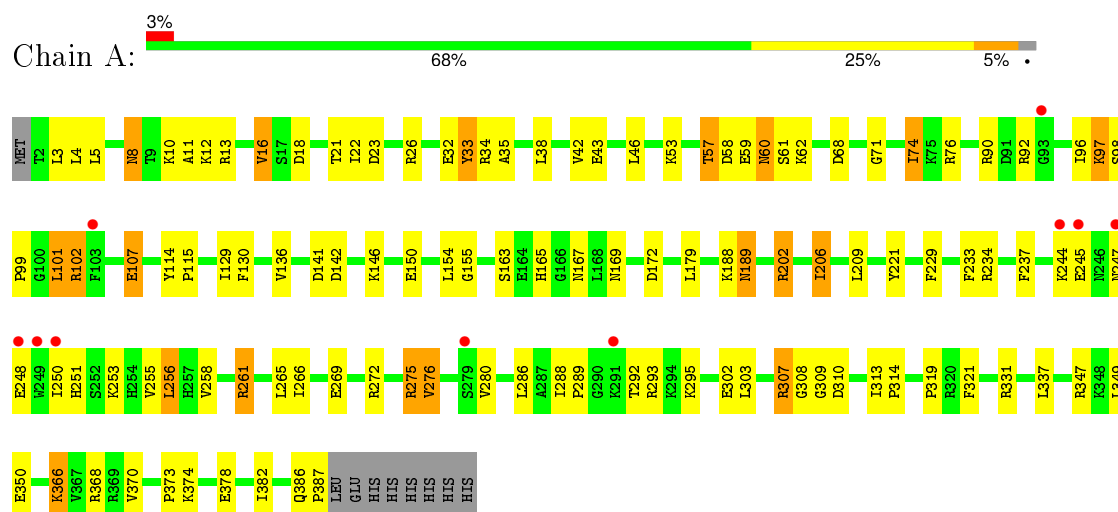 3%
Chain A:
68% 25% 5% •
MET T2 L3 L4 L5 N8 T9 K10 A11 K12 R13 V16 S17 D18 T21 I22 D23 R26 E32 Y33 R34 A35 L38 V42 E43 L46 K53 T57 D58 E59 N60 S61 K62 D68 G71 I74 K75 R76 R90 D91 R92 G93 I96 K97 S98
P99 G100 L101 R102 F103 E107 Y114 P115 I129 F130 V136 D141 D142 K146 E150 L154 G155 S163 E164 H165 G166 N167 L168 N169 D172 L179 K188 N189 R202 I206 L209 Y221 F229 F233 R234 F237 K244 E245 N246 N247
E248 W249 I250 H251 S252 K253 H254 V255 L256 H257 V258 R261 L265 I266 E269 R272 R275 V276 S279 V280 L286 A287 I288 P289 G290 K291 T292 R293 K294 K295 E302 L303 R307 G308 G309 D310 I313 P314 P319 R320 F321 R331 L337 R347 K348 L349
E350 K366 V367 R368 R369 V370 P373 K374 E378 I382 Q386 P387 LEU GLU HIS HIS HIS HIS HIS HIS